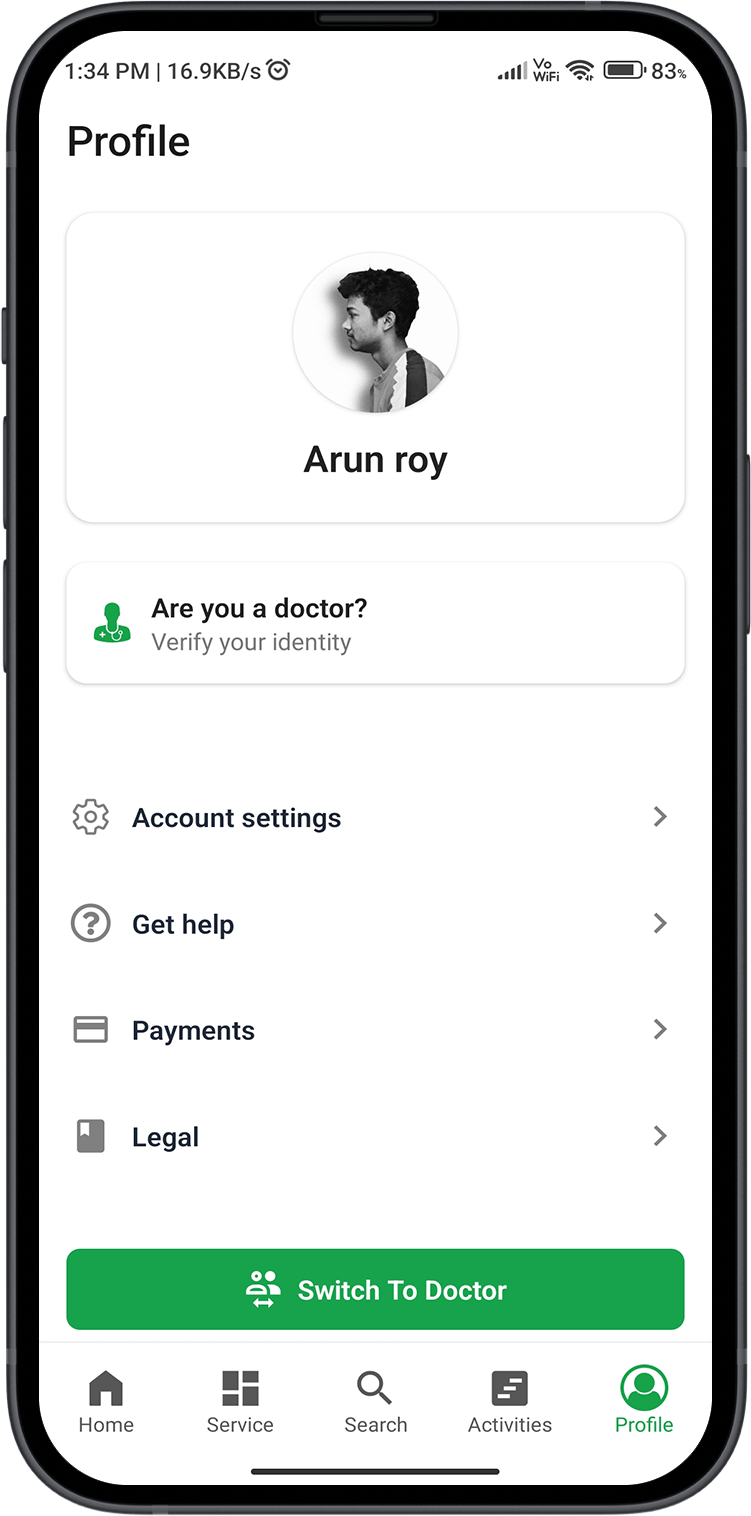 1:34 PM | 16.9KB/s Vo WiFi 83%
Profile
Arun roy
Are you a doctor?
Verify your identity
Account settings
Get help
Payments
Legal
Switch To Doctor
Home Service Search Activities Profile